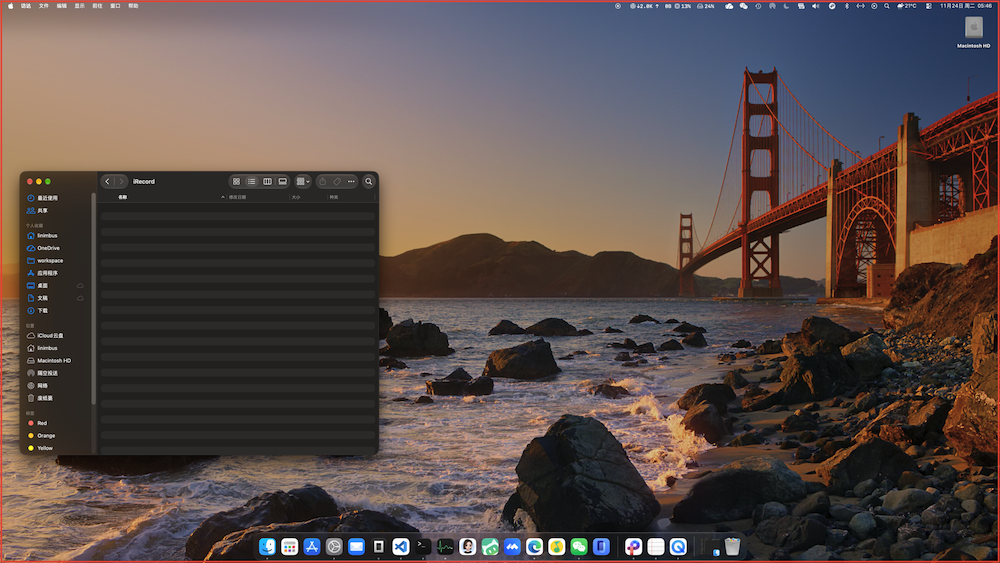 访达 文件 编辑 显示 前往 窗口 帮助
13% 24% 21°C 11月24日 周二 05:46
Macintosh HD
iRecord
名称 修改日期 大小 种类
最近使用
共享
个人收藏
linimbus
OneDrive
workspace
应用程序
桌面
文稿
下载
位置
iCloud云盘
linimbus
Macintosh HD
隔空投送
网络
废纸篓
标签
Red
Orange
Yellow